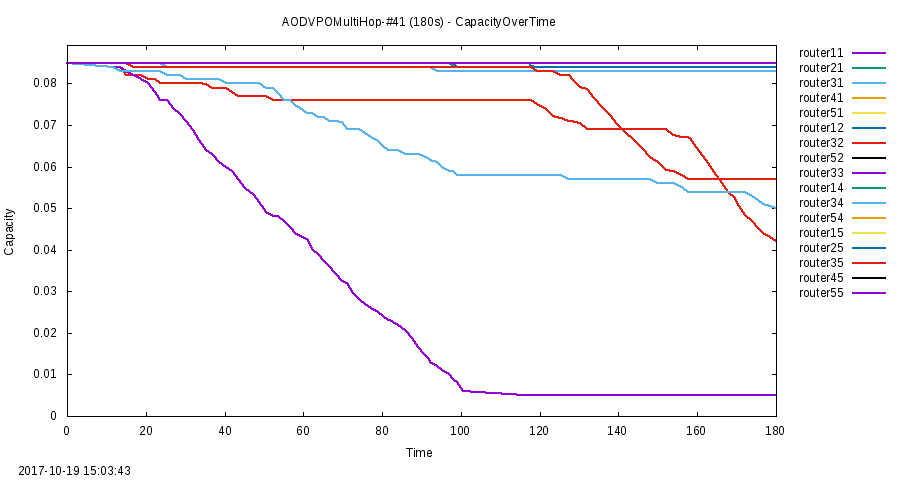 AODVPOMultiHop-#41 (180s) - CapacityOverTime
router11
router21
router31
router41
router51
router12
router32
router52
router33
router14
router34
router54
router15
router25
router35
router45
router55
0.08
0.07
0.06
0.05
0.04
0.03
0.02
0.01
0
Capacity
0 20 40 60 80 100 120 140 160 180
Time
2017-10-19 15:03:43